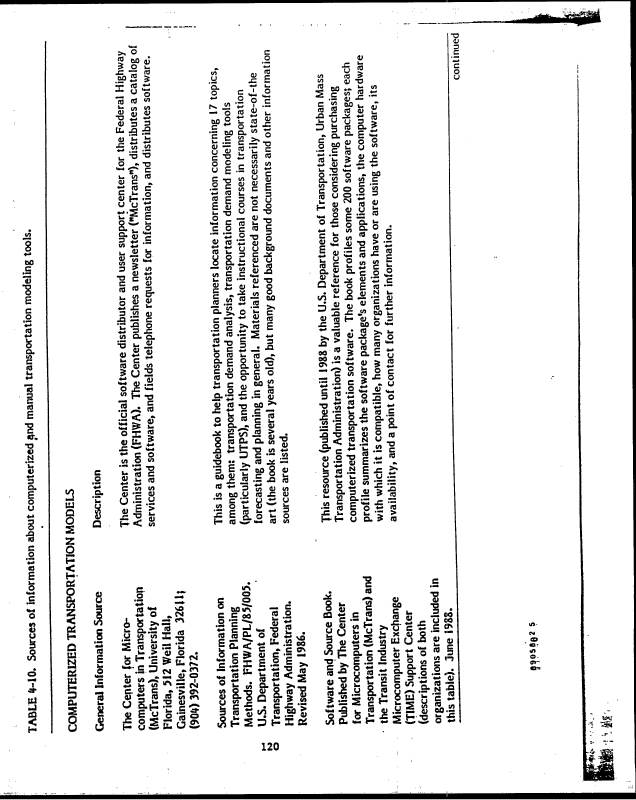 TABLE 4-10. Sources of information about computerized and manual transportation modeling tools.
COMPUTERIZED TRANSPORTATION MODELS
General Information Source
Description
The Center for Micro-
computers in Transportation
(McTrans), University of
Florida, 512 Weil Hall,
Gainesville, Florida 32611;
(904) 392-0372.
The Center is the official software distributor and user support center for the Federal Highway
Administration (FHWA). The Center publishes a newsletter ("McTrans"), distributes a catalog of
services and software, and fields telephone requests for information, and distributes software.
Sources of Information on
Transportation Planning
Methods. FHWA/PL/85/005.
U.S. Department of
Transportation, Federal
Highway Administration.
Revised May 1986.
This is a guidebook to help transportation planners locate information concerning 17 topics,
among them: transportation demand analysis, transportation demand modeling tools
(particularly UTPS), and the opportunity to take instructional courses in transportation
forecasting and planning in general. Materials referenced are not necessarily state-of-the
art (the book is several years old), but many good background documents and other information
sources are listed.
Software and Source Book.
Published by The Center
for Microcomputers in
Transportation (McTrans) and
the Transit Industry
Microcomputer Exchange
(TIME) Support Center
(descriptions of both
organizations are included in
this table). June 1988.
This resource (published until 1988 by the U.S. Department of Transportation, Urban Mass
Transportation Administration) is a valuable reference for those considering purchasing
computerized transportation software. The book profiles some 200 software packages; each
profile summarizes the software package's elements and applications, the computer hardware
with which it is compatible, how many organizations have or are using the software, its
availability, and a point of contact for further information.
continued
120